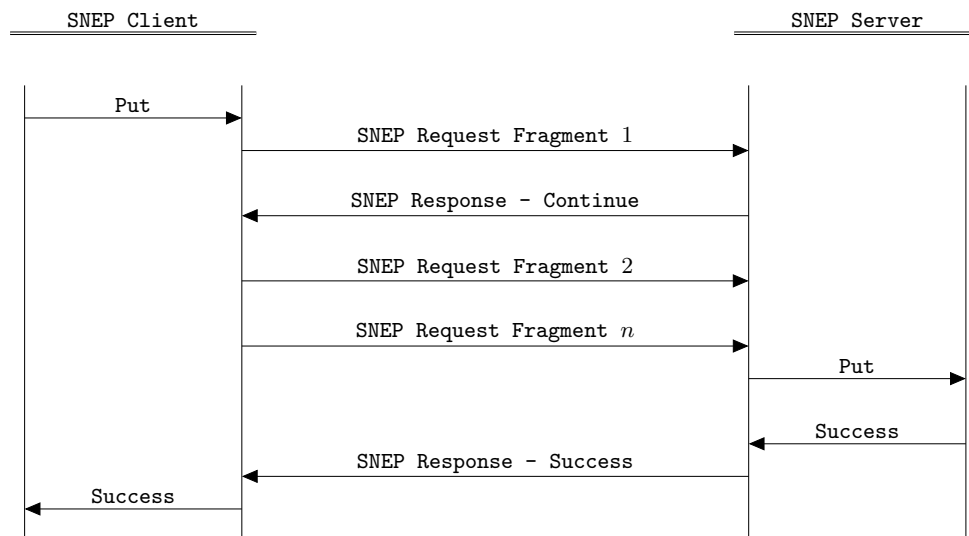 SNEP Client SNEP Server
Put
SNEP Request Fragment 1
SNEP Response - Continue
SNEP Request Fragment 2
SNEP Request Fragment n
Put
Success
SNEP Response - Success
Success